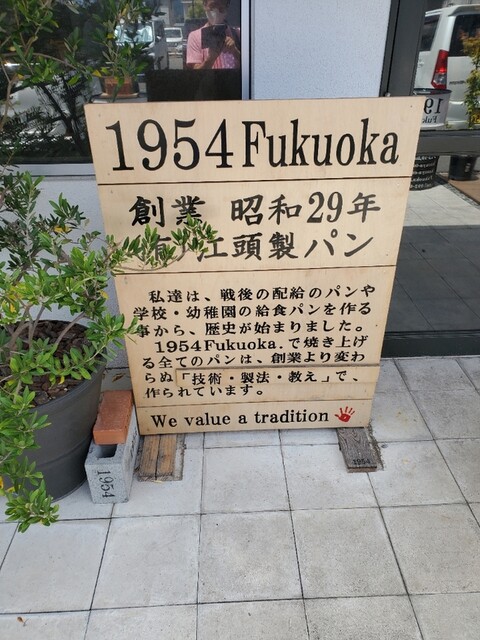 1954 Fukuoka
創業 昭和29年
(有)江頭製パン
私達は、戦後の配給のパンや
学校・幼稚園の給食パンを作る
事から、歴史が始まりました。
1954Fukuoka.で焼き上げ
る全てのパンは、創業より変わ
らぬ「技術・製法・教え」で、
作られています。
We value a tradition
1954
1954